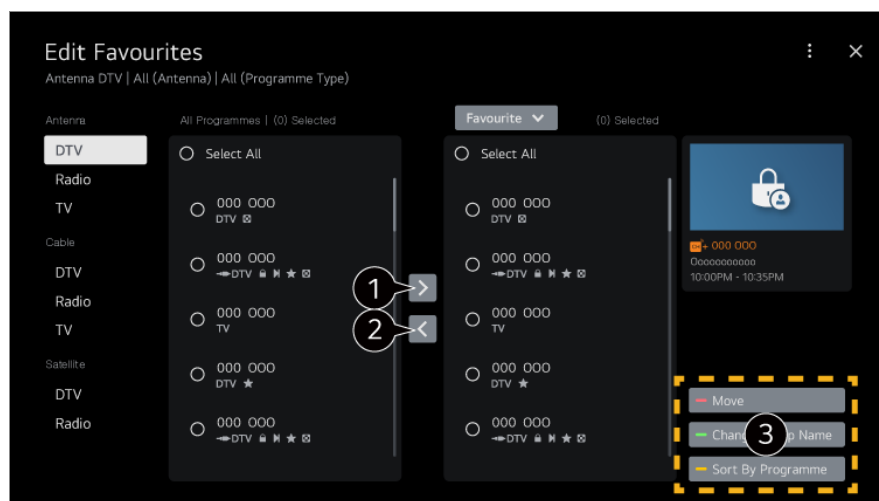 Edit Favourites
Antenna DTV | All (Antenna) | All (Programme Type)
Antenna
DTV
Radio
TV
Cable
DTV
Radio
TV
Satellite
DTV
Radio
All Programmes | (0) Selected
Select All
000 000
DTV
000 000
DTV
000 000
TV
000 000
DTV
000 000
DTV
1
2
Favourite
(0) Selected
Select All
000 000
DTV
000 000
DTV
000 000
TV
000 000
DTV
000 000
DTV
+ 000 000
Oooooooooo
10:00PM - 10:35PM
Move
3
Name
Sort By Programme